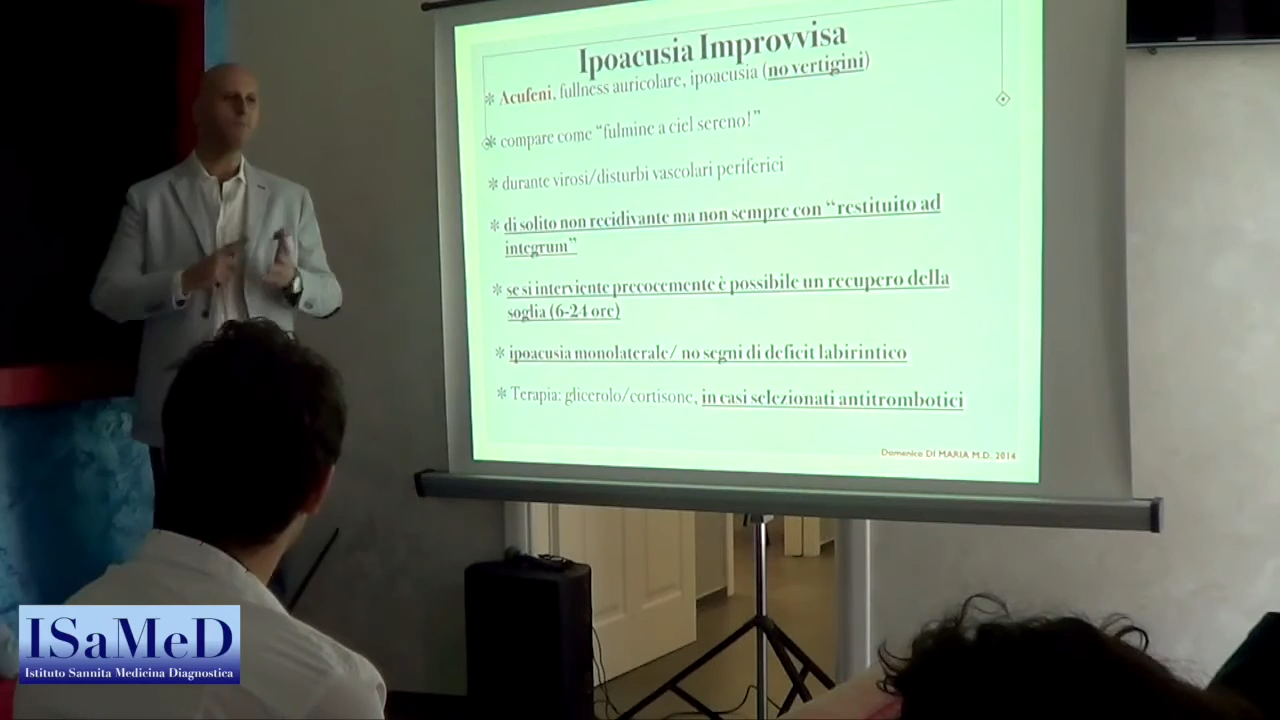 Ipoacusia Improvvisa
* Acufeni, fullness auricolare, ipoacusia (no vertigini)
* compare come “fulmine a ciel sereno!”
* durante virosi/disturbi vascolari periferici
* di solito non recidivante ma non sempre con “restituito ad
integrum”
* se si interviente precocemente è possibile un recupero della
soglia (6-24 ore)
* ipoacusia monolaterale/ no segni di deficit labirintico
* Terapia: glicerolo/cortisone, in casi selezionati antitrombotici
Domenico DI MARIA M.D. 2014
ISaMeD
Istituto Sannita Medicina Diagnostica